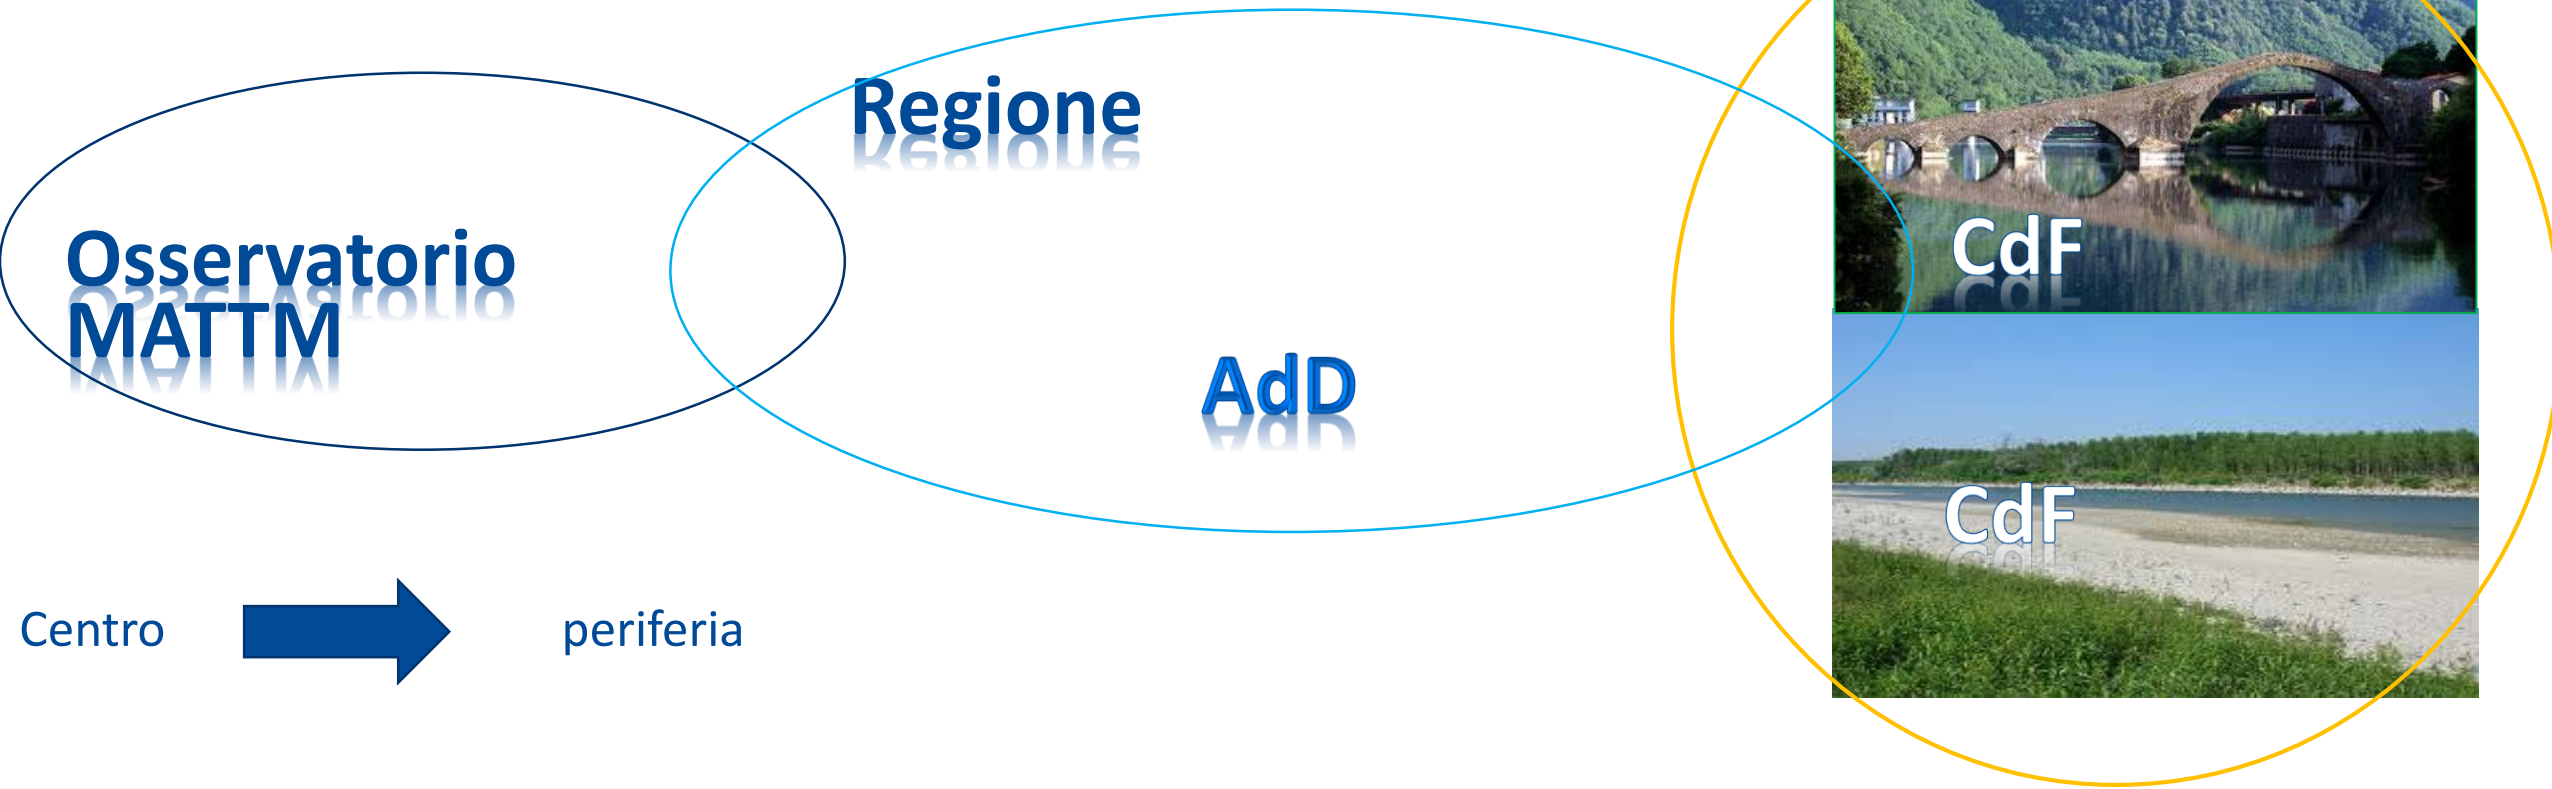 Regione
Osservatorio
MATTM
CdF
AdD
CdF
Centro
periferia